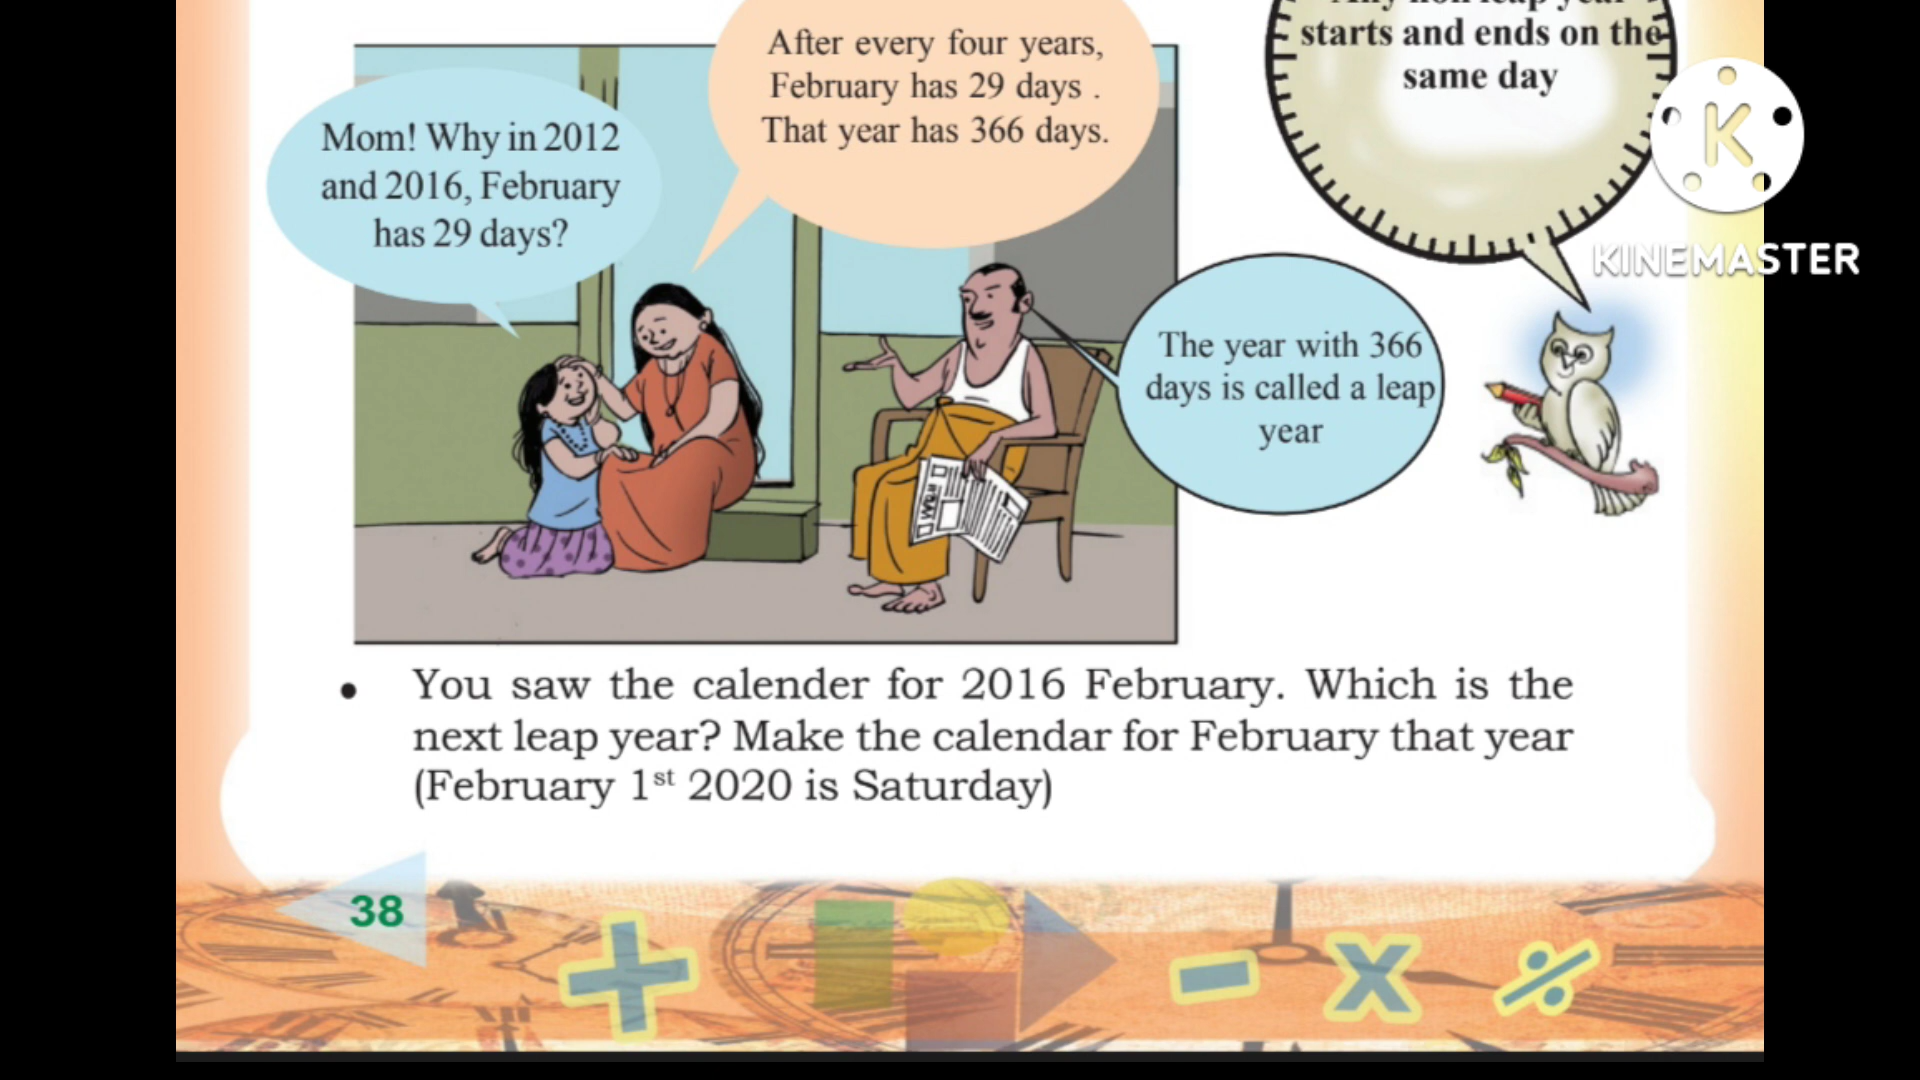 After every four years,
February has 29 days .
That year has 366 days.
starts and ends on the
same day
Mom! Why in 2012
and 2016, February
has 29 days?
K
KINEMASTER
The year with 366
days is called a leap
year
• You saw the calender for 2016 February. Which is the
next leap year? Make the calendar for February that year
(February 1st 2020 is Saturday)
38
+ - x ÷